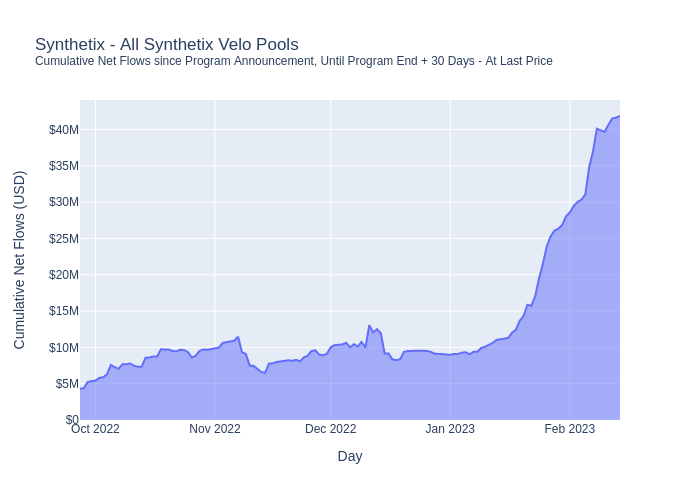 Synthetix - All Synthetix Velo Pools
Cumulative Net Flows since Program Announcement, Until Program End + 30 Days - At Last Price
Cumulative Net Flows (USD)
$40M
$35M
$30M
$25M
$20M
$15M
$10M
$5M
$0
Oct 2022
Nov 2022
Dec 2022
Jan 2023
Feb 2023
Day